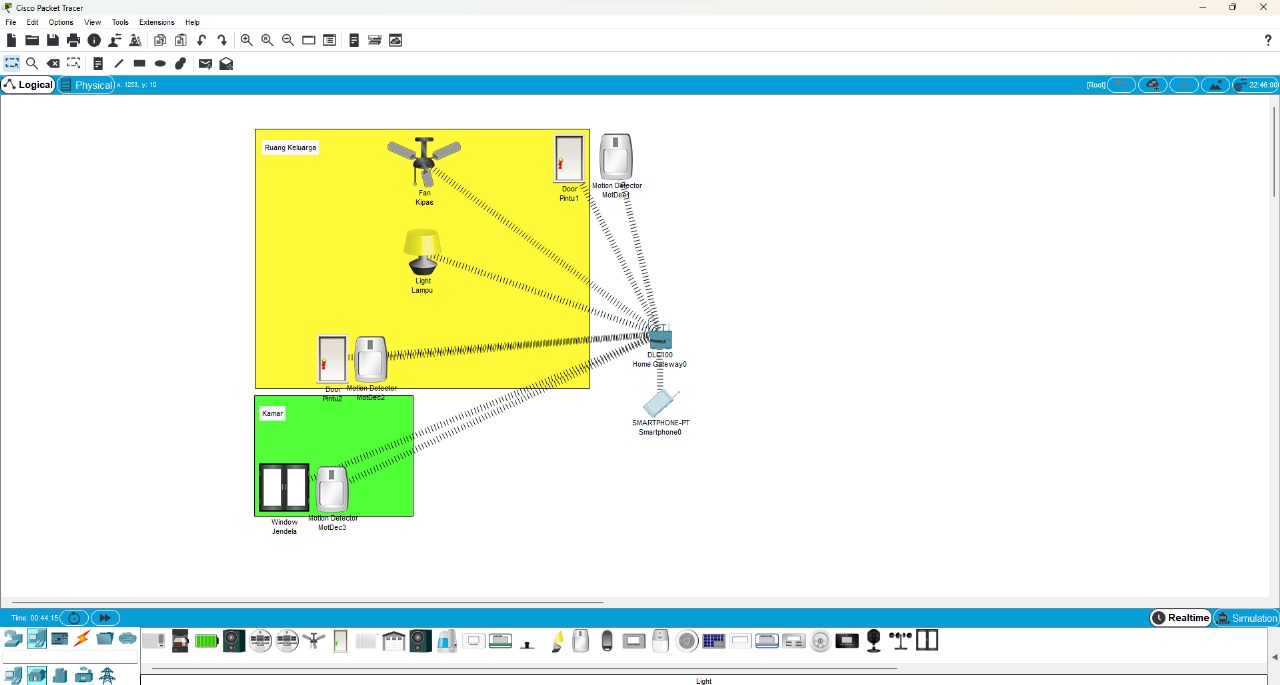 Cisco Packet Tracer
File Edit Options View Tools Extensions Help
Logical
Physical
x: 1253, y: 10
[Root]
22:46:00
Ruang Keluarga
Fan
Kipas
Door
Pintu1
Motion Detector
Light
Lampu
DLC100
Home Gateway0
Door
Pintu2
Motion Detector
MotDec2
SMARTPHONE-PT
Smartphone0
Kamar
Window
Jendela
Motion Detector
MotDec3
Time: 00:44:15
Realtime
Simulation
Light